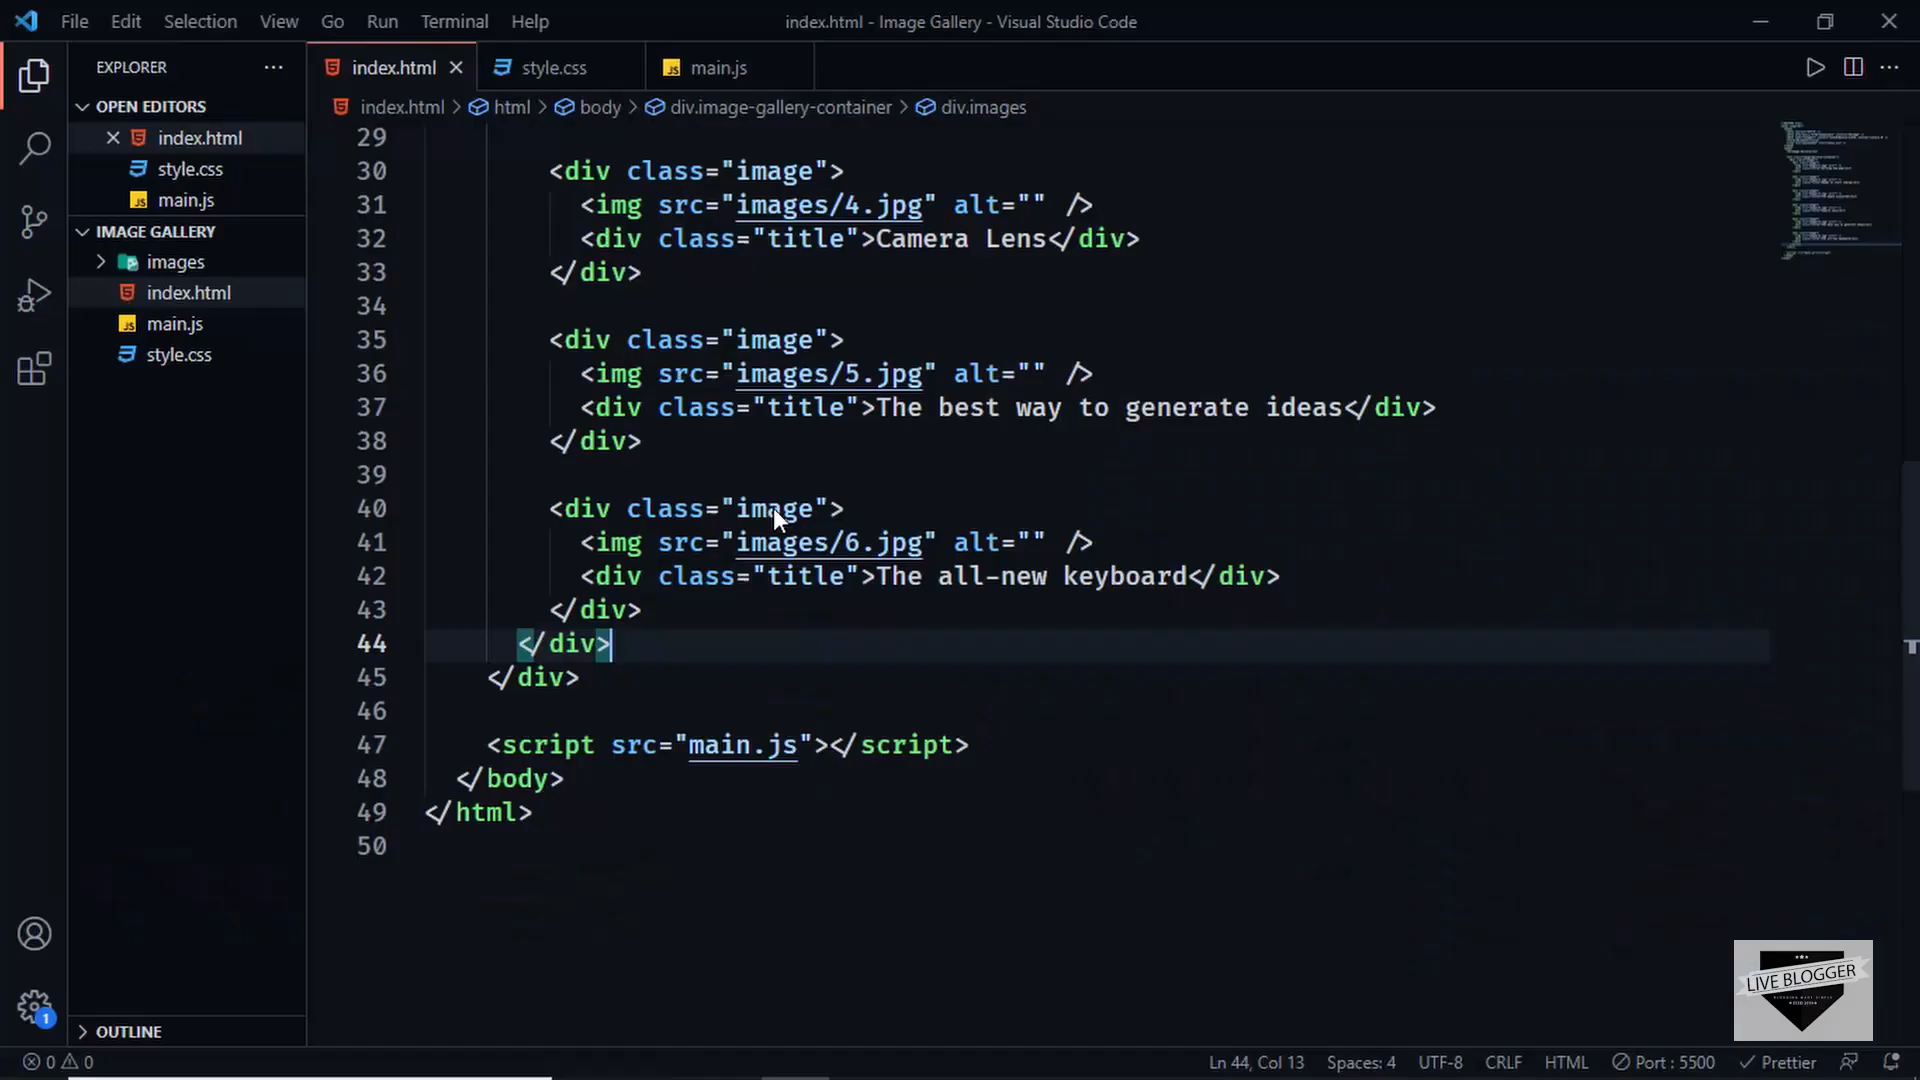 File Edit Selection View Go Run Terminal Help
index.html - Image Gallery - Visual Studio Code
EXPLORER
OPEN EDITORS
index.html
style.css
main.js
IMAGE GALLERY
images
index.html
main.js
style.css
OUTLINE
index.html style.css main.js
index.html > html > body > div.image-gallery-container > div.images
29
30 <div class="image">
31 <img src="images/4.jpg" alt="" />
32 <div class="title">Camera Lens</div>
33 </div>
34
35 <div class="image">
36 <img src="images/5.jpg" alt="" />
37 <div class="title">The best way to generate ideas</div>
38 </div>
39
40 <div class="image">
41 <img src="images/6.jpg" alt="" />
42 <div class="title">The all-new keyboard</div>
43 </div>
44 </div>
45 </div>
46
47 <script src="main.js"></script>
48 </body>
49 </html>
50
LIVE BLOGGER
1
0 0 Ln 44, Col 13 Spaces: 4 UTF-8 CRLF HTML Port : 5500 Prettier